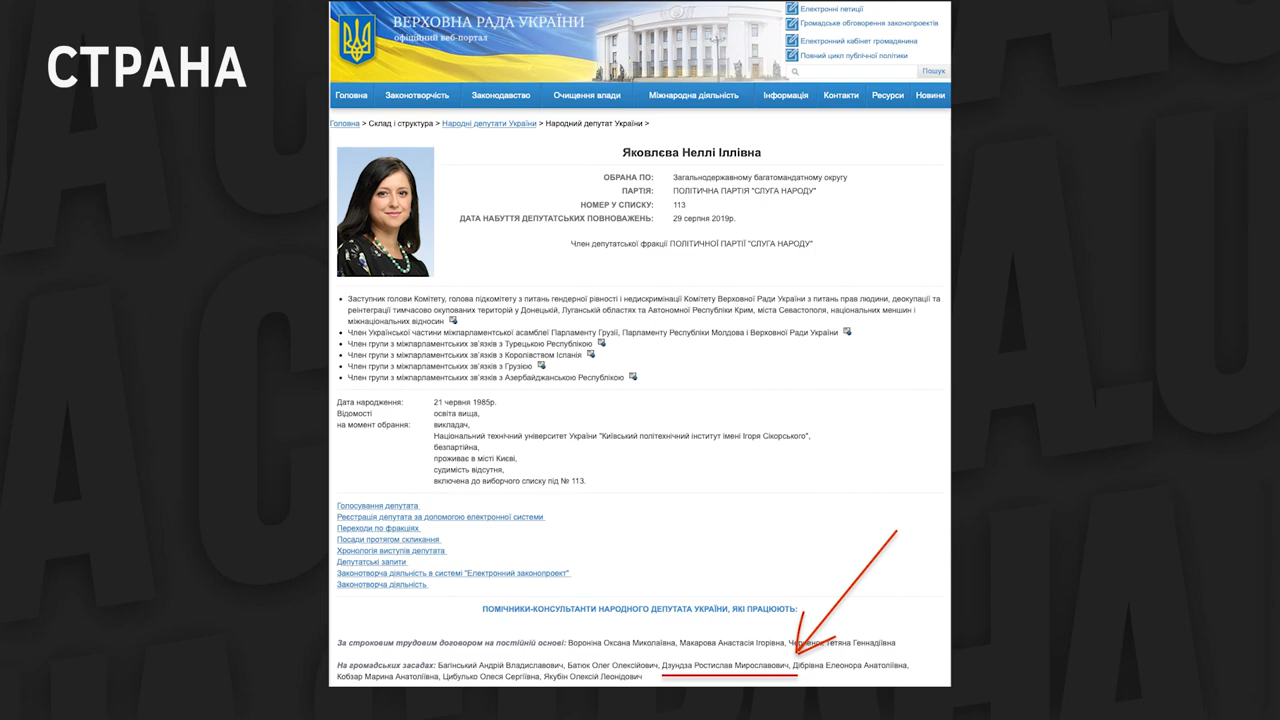 СТРАНА
ВЕРХОВНА РАДА УКРАЇНИ
офіційний веб-портал
Електронні петиції
Громадське обговорення законопроектів
Електронний кабінет громадянина
Повний цикл публічної політики
Пошук
Головна Законотворчість Законодавство Очищення влади Міжнародна діяльність Інформація Контакти Ресурси Новини
Головна > Склад і структура > Народні депутати України > Народний депутат України >
Яковлєва Неллі Іллівна
ОБРАНА ПО: Загальнодержавному багатомандатному округу
ПАРТІЯ: ПОЛІТИЧНА ПАРТІЯ "СЛУГА НАРОДУ"
НОМЕР У СПИСКУ: 113
ДАТА НАБУТТЯ ДЕПУТАТСЬКИХ ПОВНОВАЖЕНЬ: 29 серпня 2019р.
Член депутатської фракції ПОЛІТИЧНОЇ ПАРТІЇ "СЛУГА НАРОДУ"
Заступник голови Комітету, голова підкомітету з питань гендерної рівності і недискримінації Комітету Верховної Ради України з питань прав людини, деокупації та
реінтеграції тимчасово окупованих територій у Донецькій, Луганській областях та Автономної Республіки Крим, міста Севастополя, національних меншин і
міжнаціональних відносин
Член Української частини міжпарламентської асамблеї Парламенту Грузії, Парламенту Республіки Молдова і Верховної Ради України
Член групи з міжпарламентських зв'язків з Турецькою Республікою
Член групи з міжпарламентських зв'язків з Королівством Іспанія
Член групи з міжпарламентських зв'язків з Грузією
Член групи з міжпарламентських зв'язків з Азербайджанською Республікою
Дата народження: 21 червня 1985р.
Відомості освіта вища,
на момент обрання: викладач,
Національний технічний університет України "Київський політехнічний інститут імені Ігоря Сікорського",
безпартійна,
проживає в місті Києві,
судимість відсутня,
включена до виборчого списку під № 113.
Голосування депутата
Реєстрація депутата за допомогою електронної системи
Переходи по фракціях
Посади протягом скликання
Хронологія виступів депутата
Депутатські запити
Законотворча діяльність в системі "Електронний законопроект"
Законотворча діяльність
ПОМІЧНИКИ-КОНСУЛЬТАНТИ НАРОДНОГО ДЕПУТАТА УКРАЇНИ, ЯКІ ПРАЦЮЮТЬ:
За строковим трудовим договором на постійній основі: Вороніна Оксана Миколаївна, Макарова Анастасія Ігорівна, Тетяна Геннадіївна
На громадських засадах: Багінський Андрій Владиславович, Батюк Олег Олексійович, Дзундза Ростислав Мирославович, Дібрівна Елеонора Анатоліївна,
Кобзар Марина Анатоліївна, Цибулько Олеся Сергіївна, Якубін Олексій Леонідович